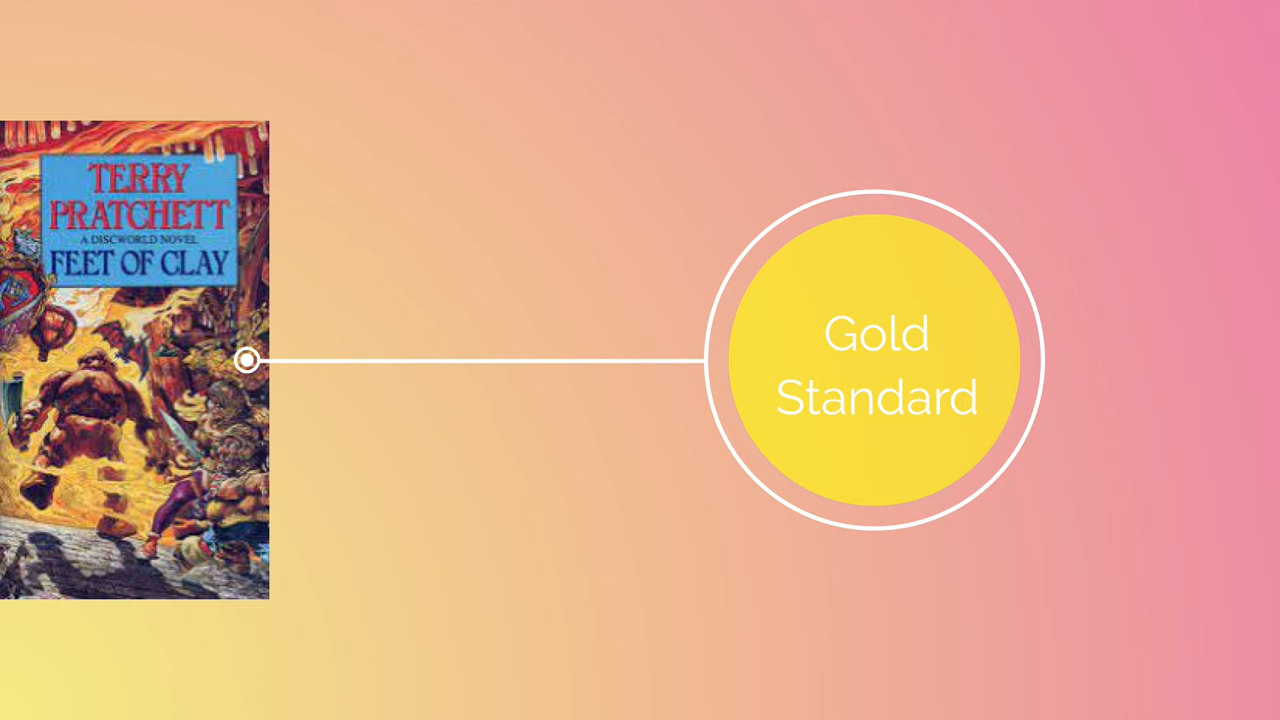 TERRY
PRATCHETT
A DISCWORLD NOVEL
FEET OF CLAY
Gold
Standard